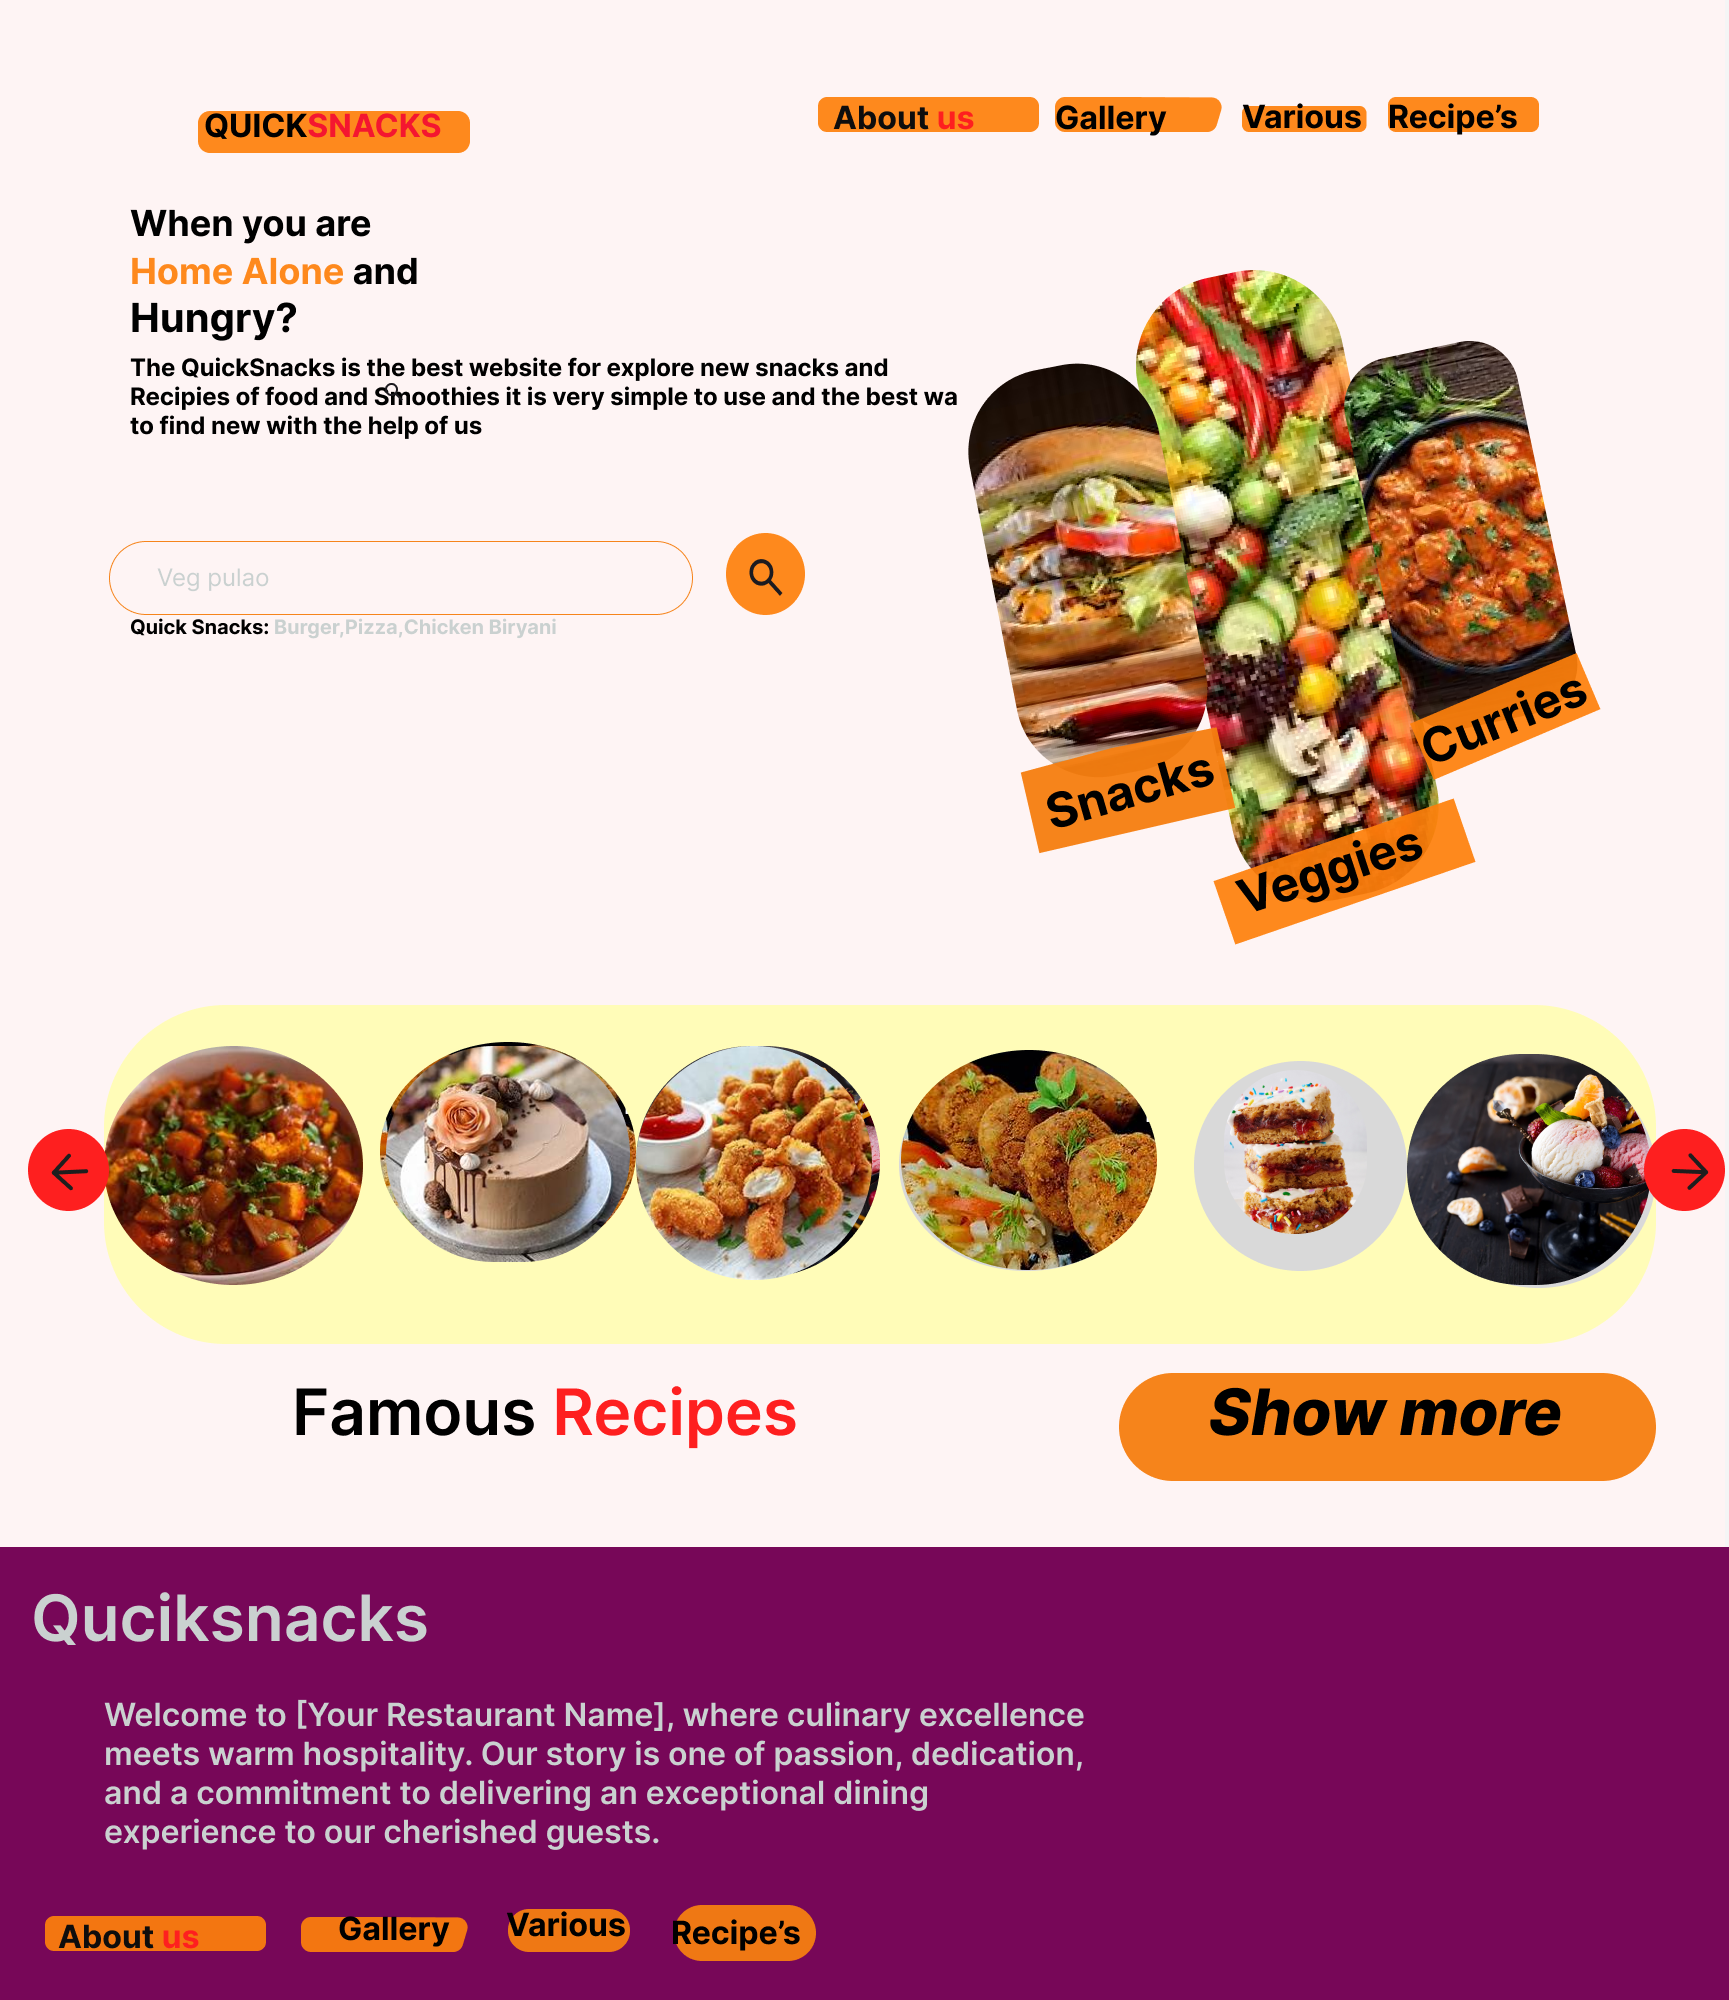 QUICKSNACKS
About us Gallery Various Recipe’s
When you are
Home Alone and
Hungry?
The QuickSnacks is the best website for explore new snacks and
Recipies of food and Smoothies it is very simple to use and the best wa
to find new with the help of us
Veg pulao
Quick Snacks: Burger,Pizza,Chicken Biryani
Curries
Snacks
Veggies
Famous Recipes
Show more
Quciksnacks
Welcome to [Your Restaurant Name], where culinary excellence
meets warm hospitality. Our story is one of passion, dedication,
and a commitment to delivering an exceptional dining
experience to our cherished guests.
About us Gallery Various Recipe’s